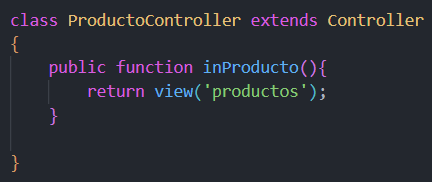 class ProductoController extends Controller
{
    public function inProducto(){
        return view('productos');
    }
}